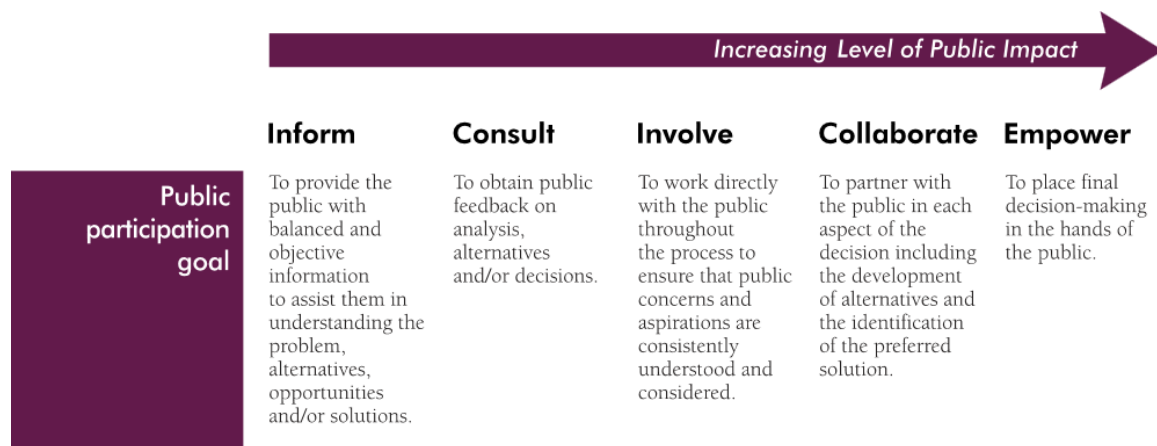 Increasing Level of Public Impact
Inform
Consult
Involve
Collaborate
Empower
Public
participation
goal
To provide the
public with
balanced and
objective
information
to assist them in
understanding the
problem,
alternatives,
opportunities
and/or solutions.
To obtain public
feedback on
analysis,
alternatives
and/or decisions.
To work directly
with the public
throughout
the process to
ensure that public
concerns and
aspirations are
consistently
understood and
considered.
To partner with
the public in each
aspect of the
decision including
the development
of alternatives and
the identification
of the preferred
solution.
To place final
decision-making
in the hands of
the public.